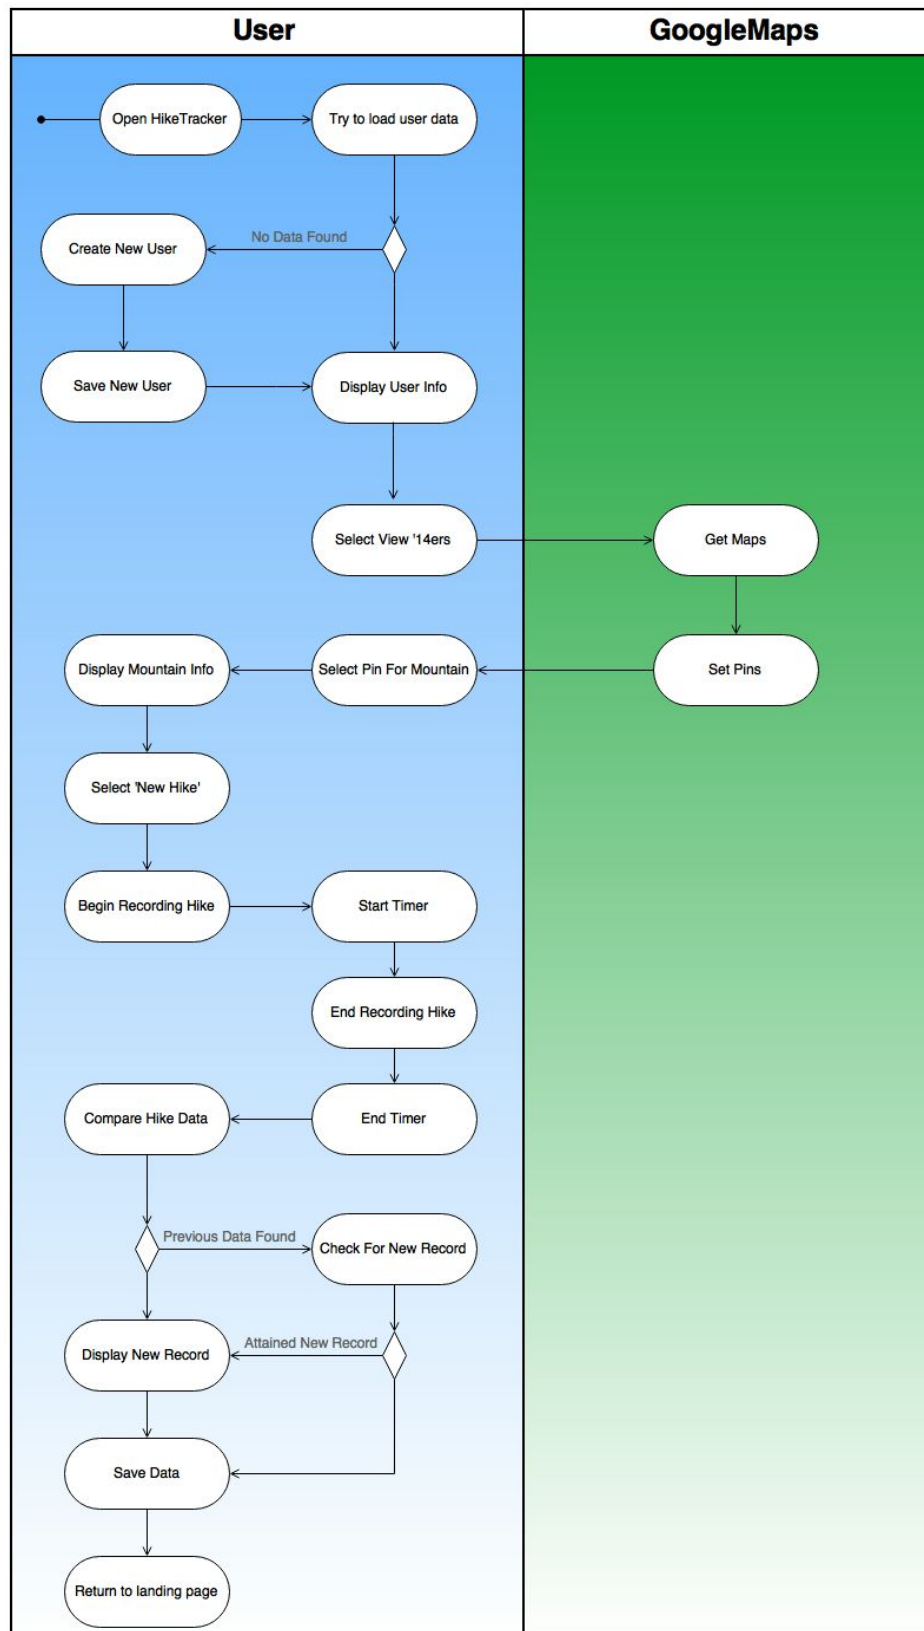 User
GoogleMaps
Open HikeTracker
Try to load user data
No Data Found
Create New User
Save New User
Display User Info
Select View '14ers
Get Maps
Display Mountain Info
Select Pin For Mountain
Set Pins
Select 'New Hike'
Begin Recording Hike
Start Timer
End Recording Hike
Compare Hike Data
End Timer
Previous Data Found
Check For New Record
Attained New Record
Display New Record
Save Data
Return to landing page